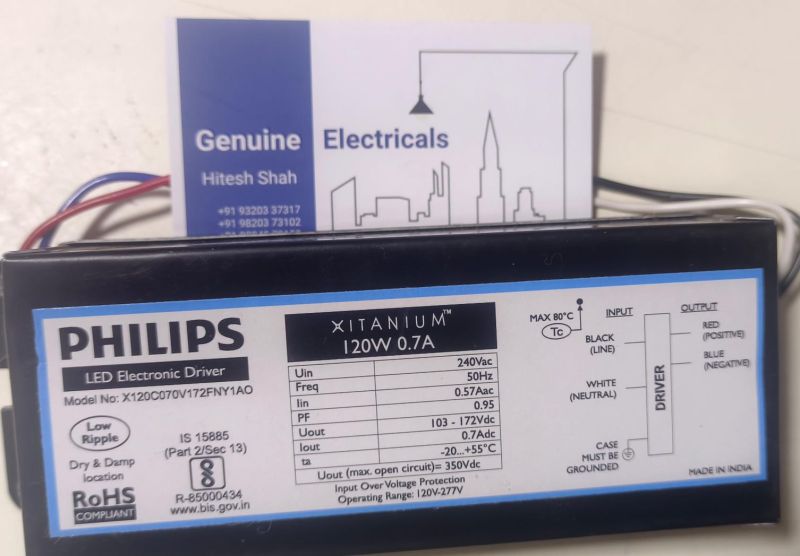 Genuine Electricals
Hitesh Shah
+91 93203 37317
+91 98203 73102
PHILIPS
LED Electronic Driver
Model No: X120C070V172FNY1AO
Low
Ripple
Dry & Damp
location
RoHS
COMPLIANT
IS 15885
(Part 2/Sec 13)
R-85000434
www.bis.gov.in
XITANIUM™
120W 0.7A
Uin 240Vac
Freq 50Hz
Iin 0.57Aac
PF 0.95
Uout 103 - 172Vdc
Iout 0.7Adc
ta -20...+55°C
Uout (max. open circuit)= 350Vdc
Input Over Voltage Protection
Operating Range: 120V-277V
MAX 80°C
Tc
INPUT
BLACK
(LINE)
WHITE
(NEUTRAL)
CASE
MUST BE
GROUNDED
DRIVER
OUTPUT
RED
(POSITIVE)
BLUE
(NEGATIVE)
MADE IN INDIA